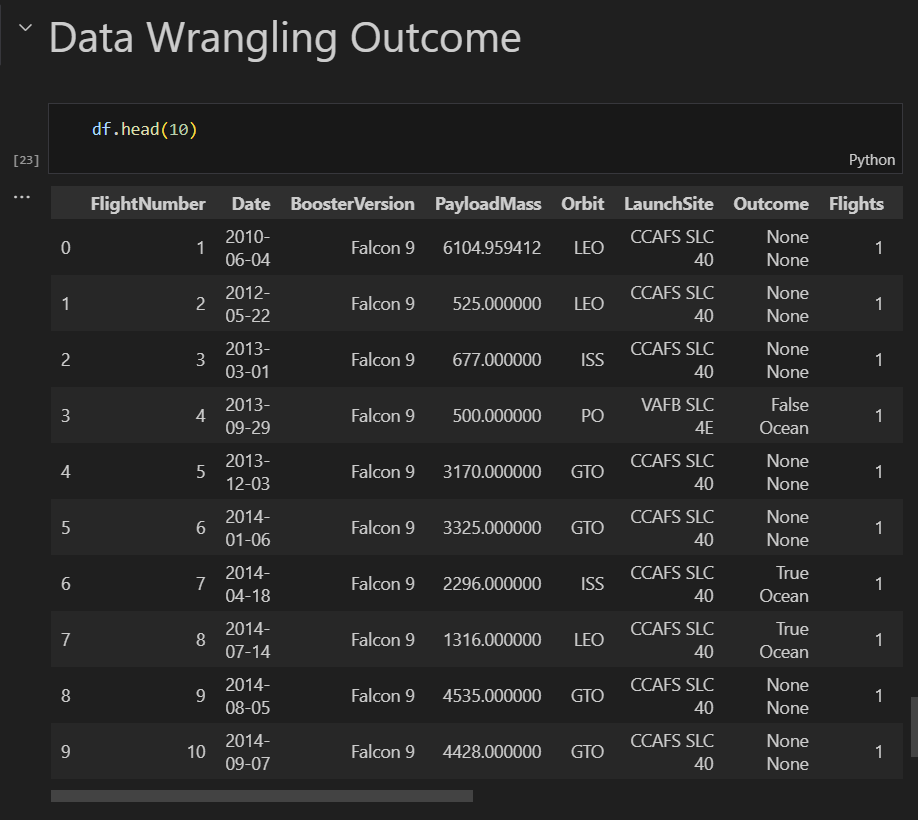 Data Wrangling Outcome
df.head(10)
[23]
Python
...
FlightNumber Date BoosterVersion PayloadMass Orbit LaunchSite Outcome Flights
0 1 2010-06-04 Falcon 9 6104.959412 LEO CCAFS SLC 40 None None 1
1 2 2012-05-22 Falcon 9 525.000000 LEO CCAFS SLC 40 None None 1
2 3 2013-03-01 Falcon 9 677.000000 ISS CCAFS SLC 40 None None 1
3 4 2013-09-29 Falcon 9 500.000000 PO VAFB SLC 4E False Ocean 1
4 5 2013-12-03 Falcon 9 3170.000000 GTO CCAFS SLC 40 None None 1
5 6 2014-01-06 Falcon 9 3325.000000 GTO CCAFS SLC 40 None None 1
6 7 2014-04-18 Falcon 9 2296.000000 ISS CCAFS SLC 40 True Ocean 1
7 8 2014-07-14 Falcon 9 1316.000000 LEO CCAFS SLC 40 True Ocean 1
8 9 2014-08-05 Falcon 9 4535.000000 GTO CCAFS SLC 40 None None 1
9 10 2014-09-07 Falcon 9 4428.000000 GTO CCAFS SLC 40 None None 1